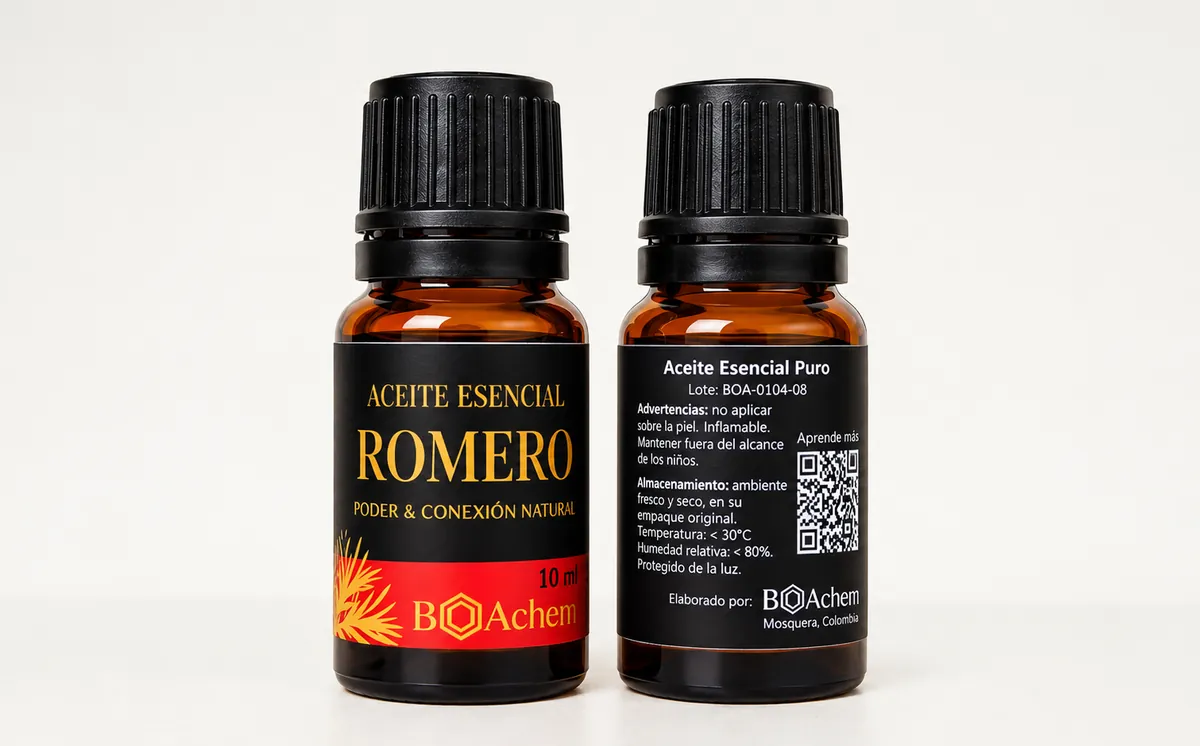 ACEITE ESENCIAL
ROMERO
PODER & CONEXIÓN NATURAL
10 ml
BOAchem
Aceite Esencial Puro
Lote: BOA-0104-08
Advertencias: no aplicar
sobre la piel. Inflamable.
Mantener fuera del alcance
de los niños.
Aprende más
Almacenamiento: ambiente
fresco y seco, en su
empaque original.
Temperatura: < 30°C
Humedad relativa: < 80%.
Protegido de la luz.
Elaborado por: BOAchem
Mosquera, Colombia